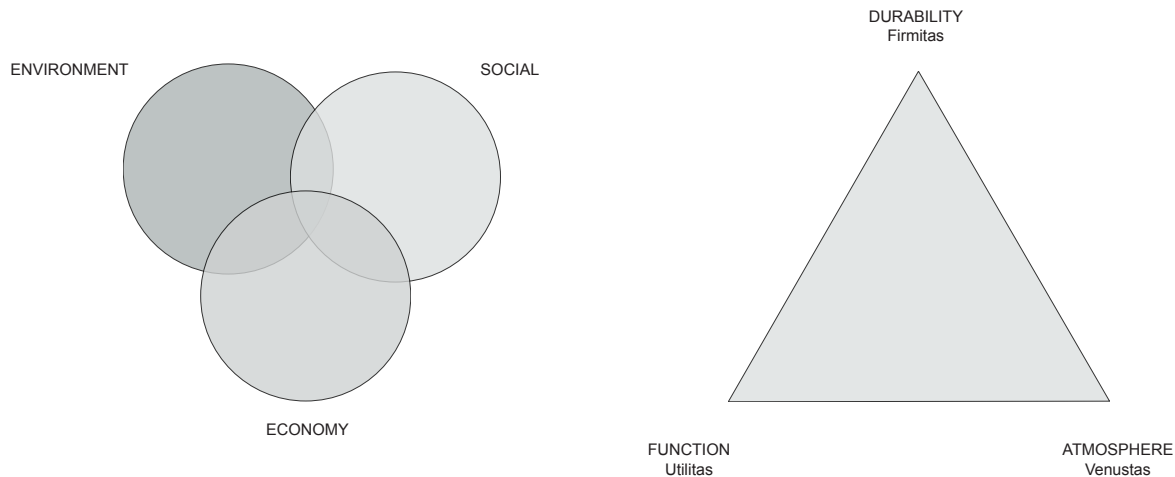 ENVIRONMENT
SOCIAL
ECONOMY
DURABILITY
Firmitas
FUNCTION
Utilitas
ATMOSPHERE
Venustas